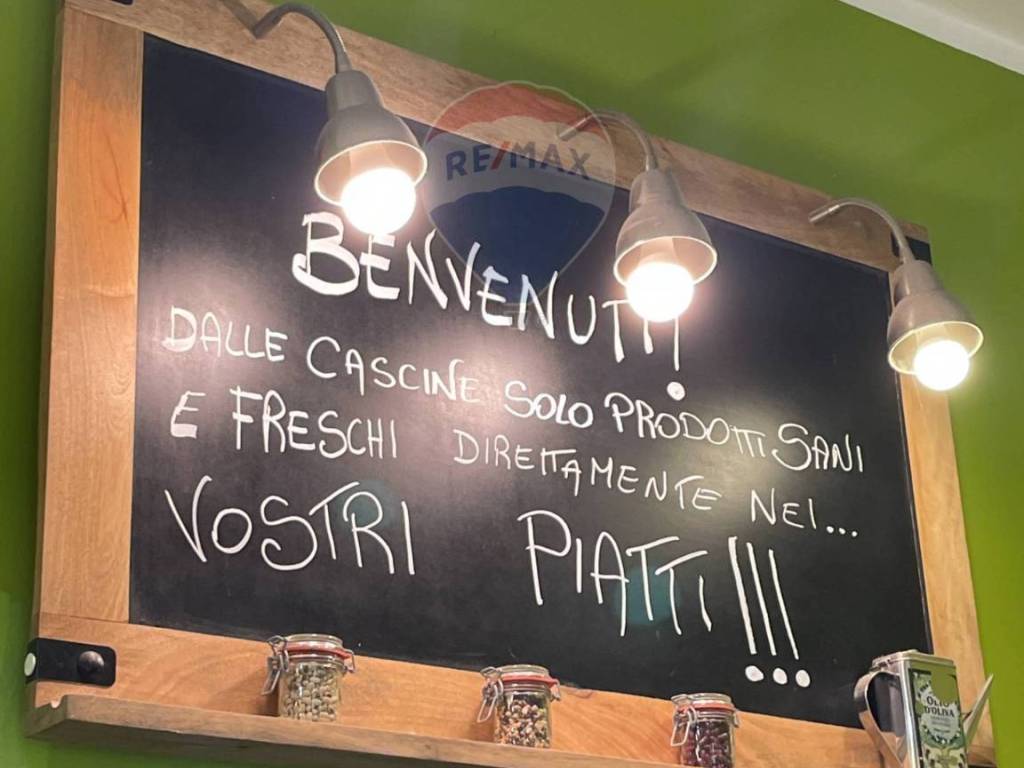 RE/MAX
BENVENUTI!
DALLE CASCINE SOLO PRODOTTI SANI
E FRESCHI DIRETTAMENTE NEI...
VOSTRI PIATTI!!!
OLIO
D'OLIVA